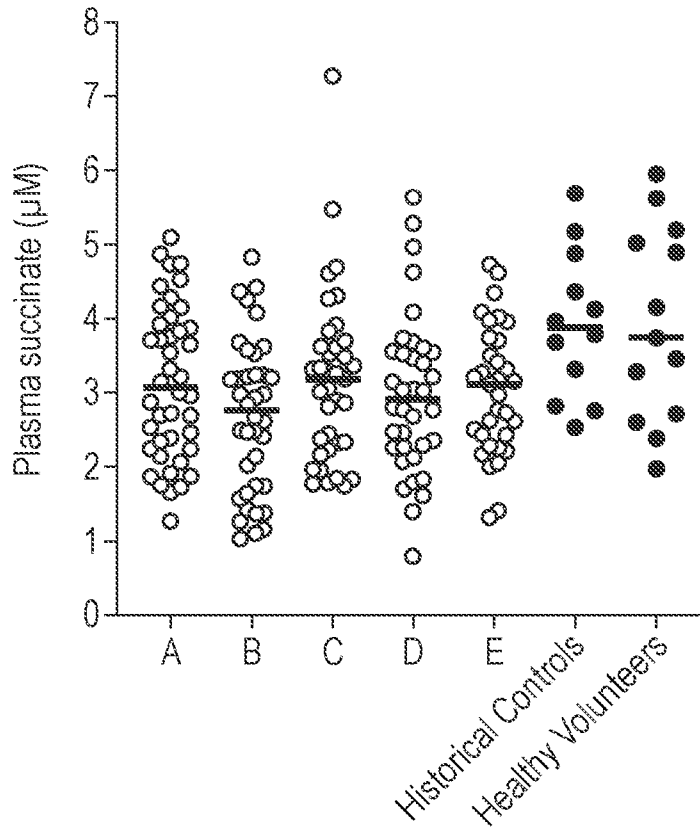 Plasma succinate (µM)
8
7
6
5
4
3
2
1
0
A
B
C
D
E
Historical Controls
Healthy Volunteers